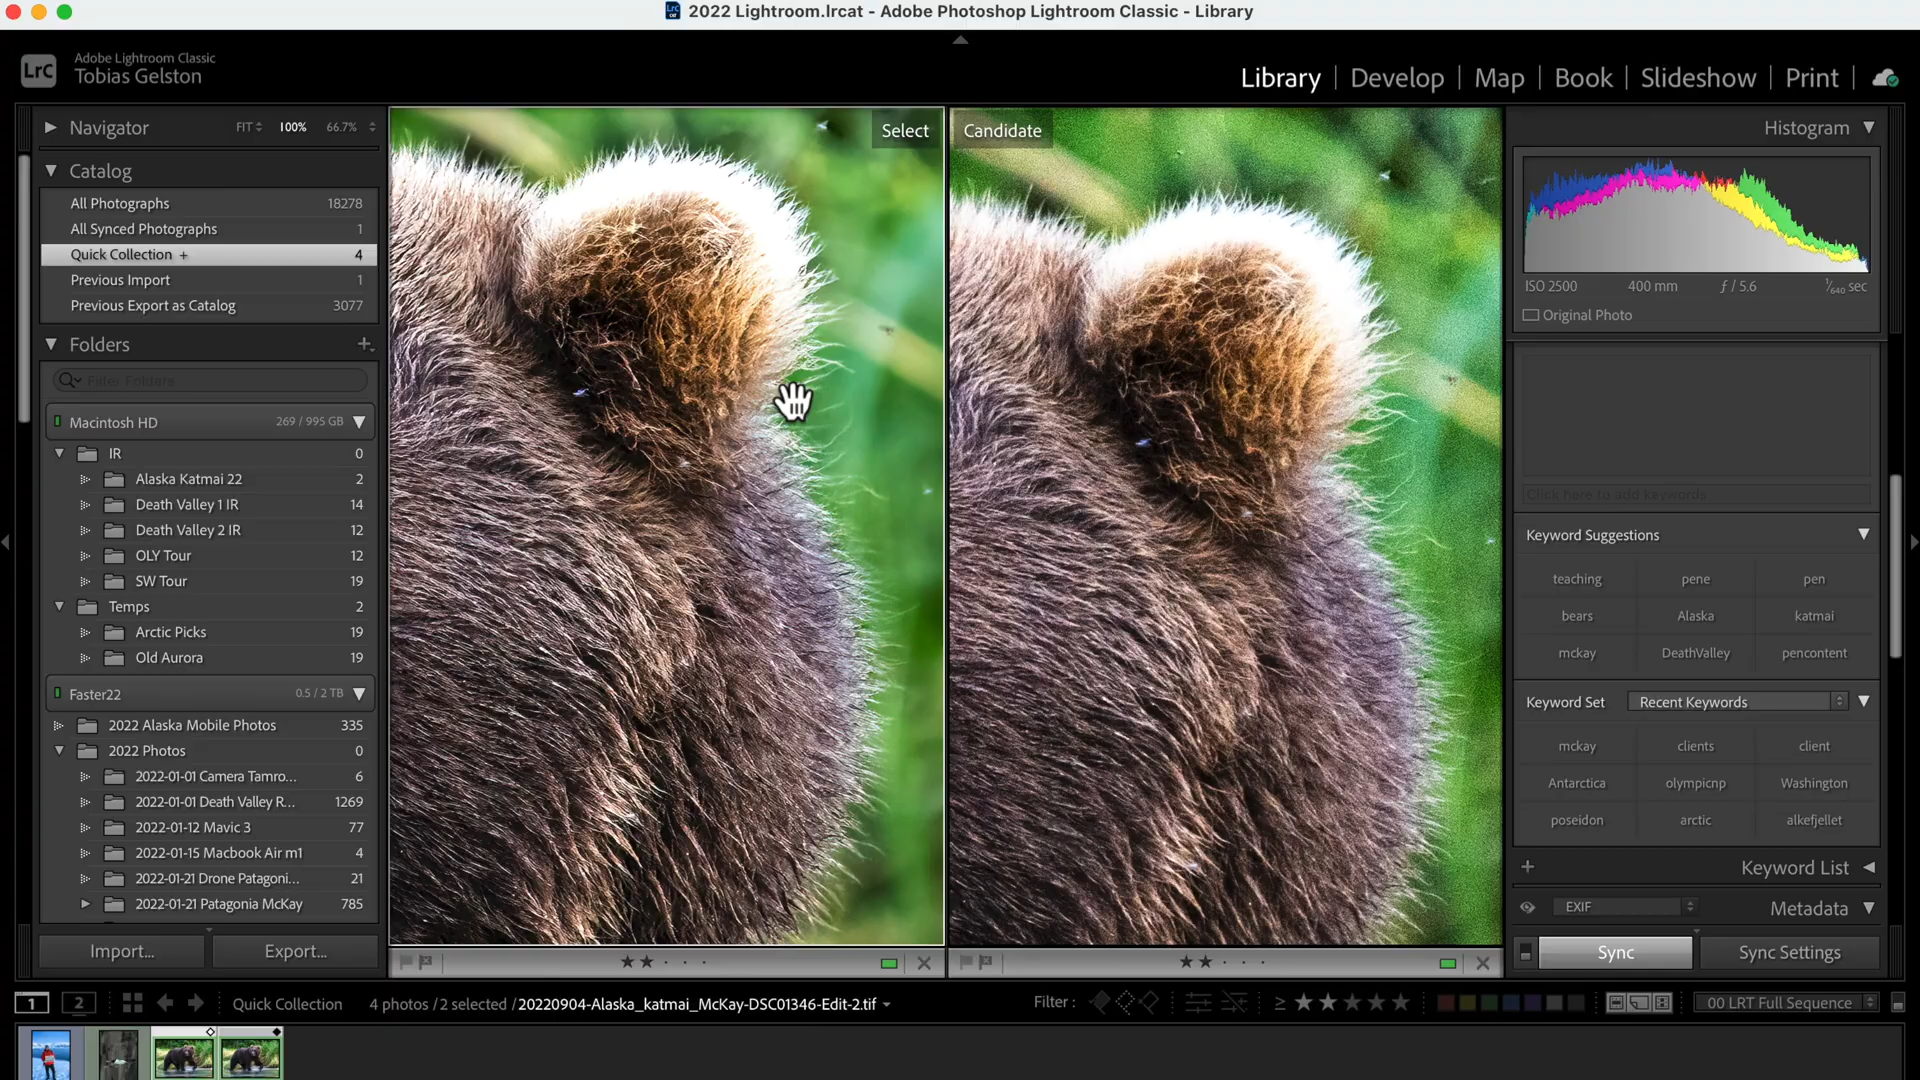 2022 Lightroom.lrcat - Adobe Photoshop Lightroom Classic - Library
LrC
Adobe Lightroom Classic
Tobias Gelston
Library | Develop | Map | Book | Slideshow | Print
Navigator FIT 100% 66.7%
Catalog
All Photographs 18278
All Synced Photographs 1
Quick Collection + 4
Previous Import 1
Previous Export as Catalog 3077
Folders +
Filter Folders
Macintosh HD 269 / 995 GB
IR 0
Alaska Katmai 22 2
Death Valley 1 IR 14
Death Valley 2 IR 12
OLY Tour 12
SW Tour 19
Temps 2
Arctic Picks 19
Old Aurora 19
Faster22 0.5 / 2 TB
2022 Alaska Mobile Photos 335
2022 Photos 0
2022-01-01 Camera Tamro... 6
2022-01-01 Death Valley R... 1269
2022-01-12 Mavic 3 77
2022-01-15 Macbook Air m1 4
2022-01-21 Drone Patagoni... 21
2022-01-21 Patagonia McKay 785
Import... Export...
Select
Candidate
Histogram
ISO 2500 400 mm ƒ / 5.6 1/640 sec
Original Photo
Click here to add keywords
Keyword Suggestions
teaching pene pen
bears Alaska katmai
mckay DeathValley pencontent
Keyword Set Recent Keywords
mckay clients client
Antarctica olympicnp Washington
poseidon arctic alkefjellet
+ Keyword List
EXIF Metadata
Sync Sync Settings
1 2 Quick Collection 4 photos / 2 selected / 20220904-Alaska_katmai_McKay-DSC01346-Edit-2.tif Filter : ≥ ★★★★★ 00 LRT Full Sequence